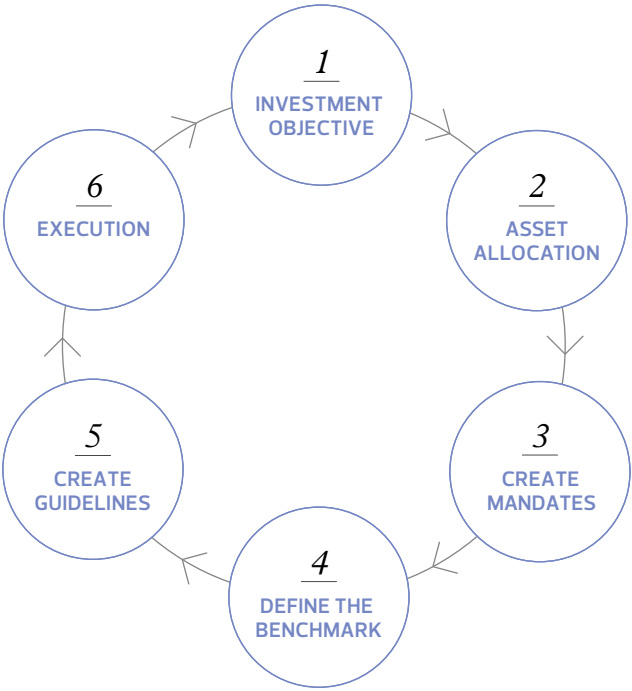 1
INVESTMENT
OBJECTIVE
2
ASSET
ALLOCATION
3
CREATE
MANDATES
4
DEFINE THE
BENCHMARK
5
CREATE
GUIDELINES
6
EXECUTION